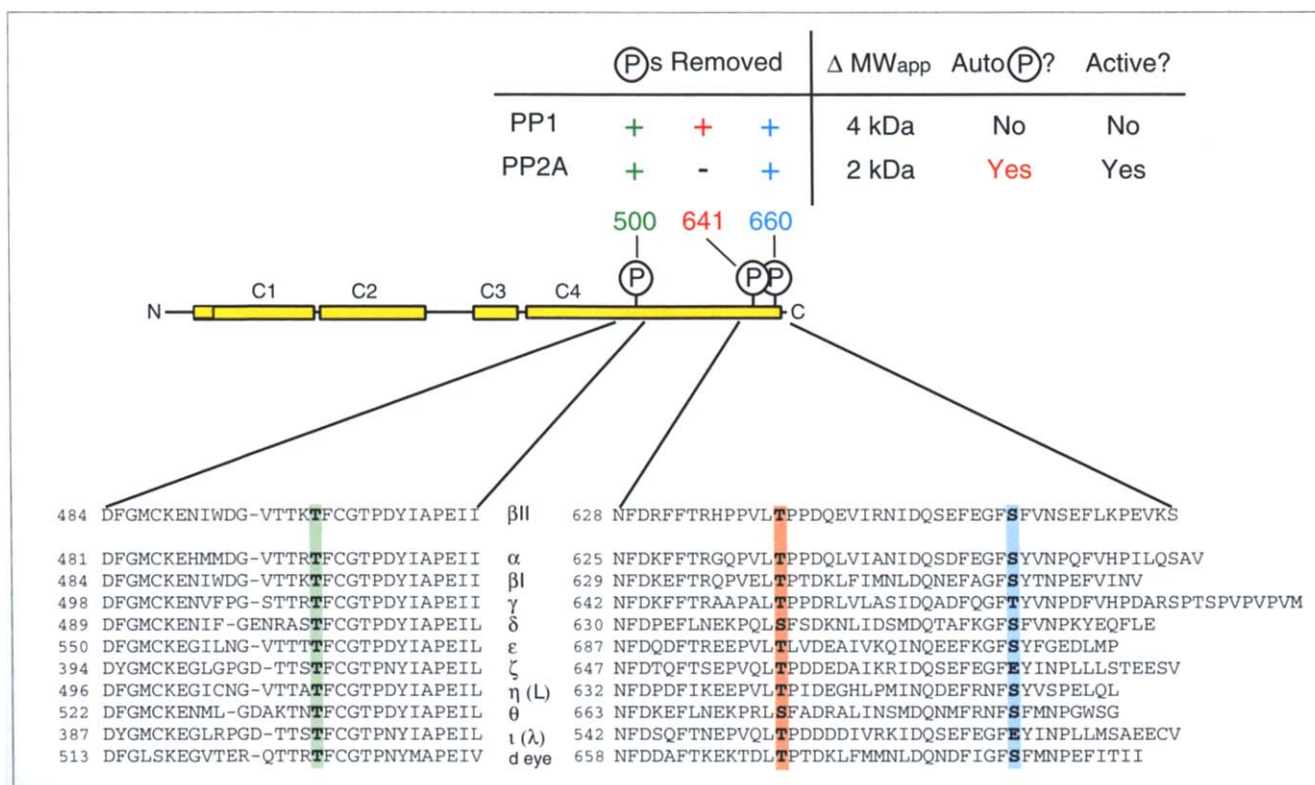 Ⓟs Removed Δ MWapp Auto Ⓟ? Active?
PP1 + + + 4 kDa No No
PP2A + - + 2 kDa Yes Yes
500 641 660
P P P
C1 C2 C3 C4
N C
484 DFGMCKENIWDG-VTTKTFCGTPDYIAPEII βII 628 NFDRFFTRHPPVLTPPDQEVIRNIDQSEFEGFSFVNSEFLKPEVKS
481 DFGMCKEHMMDG-VTTRTFCGTPDYIAPEII α 625 NFDKFFTRGQPVLTPPDQLVIANIDQSDFEGFSYVNPQFVHPILQSAV
484 DFGMCKENIWDG-VTTKTFCGTPDYIAPEII βI 629 NFDKEFTRQPVELTPTDKLFIMNLDQNEFAGFSYTNPEFVINV
498 DFGMCKENVFPG-STTRTFCGTPDYIAPEII γ 642 NFDKFFTRAAPALTPPDRLVLASIDQADFQGFTYVNPDFVHPDARSPTSPVPVPVM
489 DFGMCKENIF-GENRASTFCGTPDYIAPEIL δ 630 NFDPEFLNEKPQLSFSDKNLIDSMDQTAFKGFSFVNPKYEQFLE
550 DFGMCKEGILNG-VTTTTFCGTPDYIAPEIL ε 687 NFDQDFTREEPVLTLVDEAIVKQINQEEFKGFSYFGEDLMP
394 DYGMCKEGLGPGD-TTSTFCGTPNYIAPEIL ζ 647 NFDTQFTSEPVQLTPDDEDAIKRIDQSEFEGFEYINPLLLSTEESV
496 DFGMCKEGICNG-VTTATFCGTPDYIAPEIL η (L) 632 NFDPDFIKEEPVLTPIDEGHLPMINQDEFRNFSYVSPELQL
522 DFGMCKENML-GDAKTNTFCGTPDYIAPEIL θ 663 NFDKEFLNEKPRLSFADRALINSMDQNMFRNFSFMNPGWSG
387 DYGMCKEGLRPGD-TTSTFCGTPNYIAPEIL ι (λ) 542 NFDSQFTNEPVQLTPDDDDIVRKIDQSEFEGFEYINPLLMSAEECV
513 DFGLSKEGVTER-QTTRTFCGTPNYMAPEIV d eye 658 NFDDAFTKEKTDLTPTDKLFMMNLDQNDFIGFSFMNPEFITII